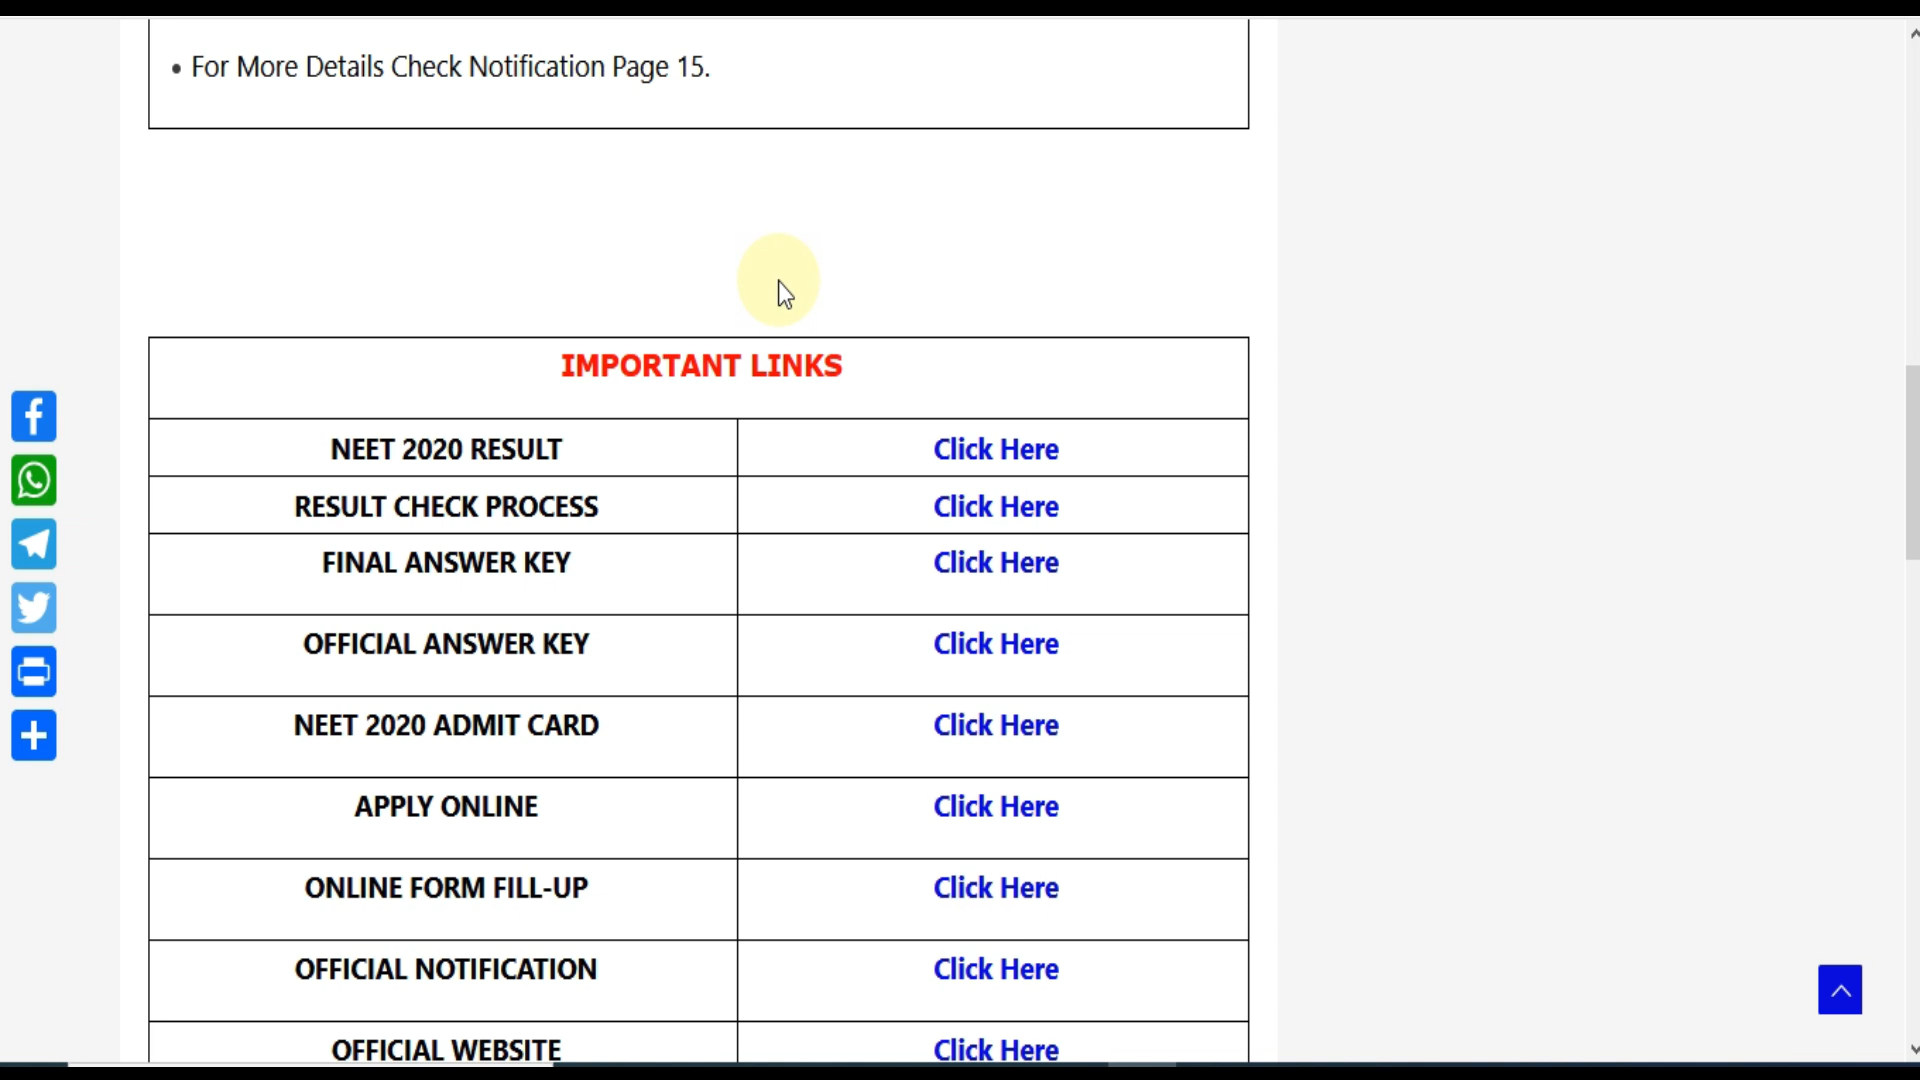 • For More Details Check Notification Page 15.
IMPORTANT LINKS
NEET 2020 RESULT Click Here
RESULT CHECK PROCESS Click Here
FINAL ANSWER KEY Click Here
OFFICIAL ANSWER KEY Click Here
NEET 2020 ADMIT CARD Click Here
APPLY ONLINE Click Here
ONLINE FORM FILL-UP Click Here
OFFICIAL NOTIFICATION Click Here
OFFICIAL WEBSITE Click Here